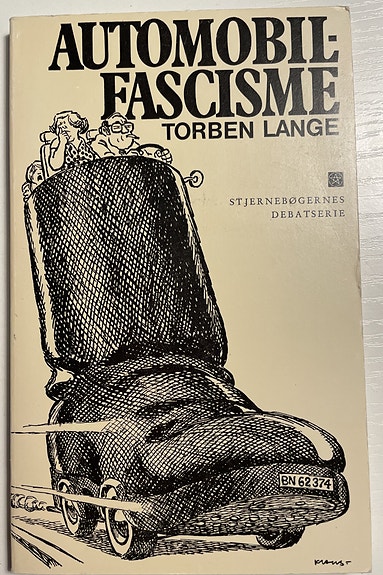 AUTOMOBIL-
FASCISME
TORBEN LANGE
STJERNEBØGERNES
DEBATSERIE
BN 62 374